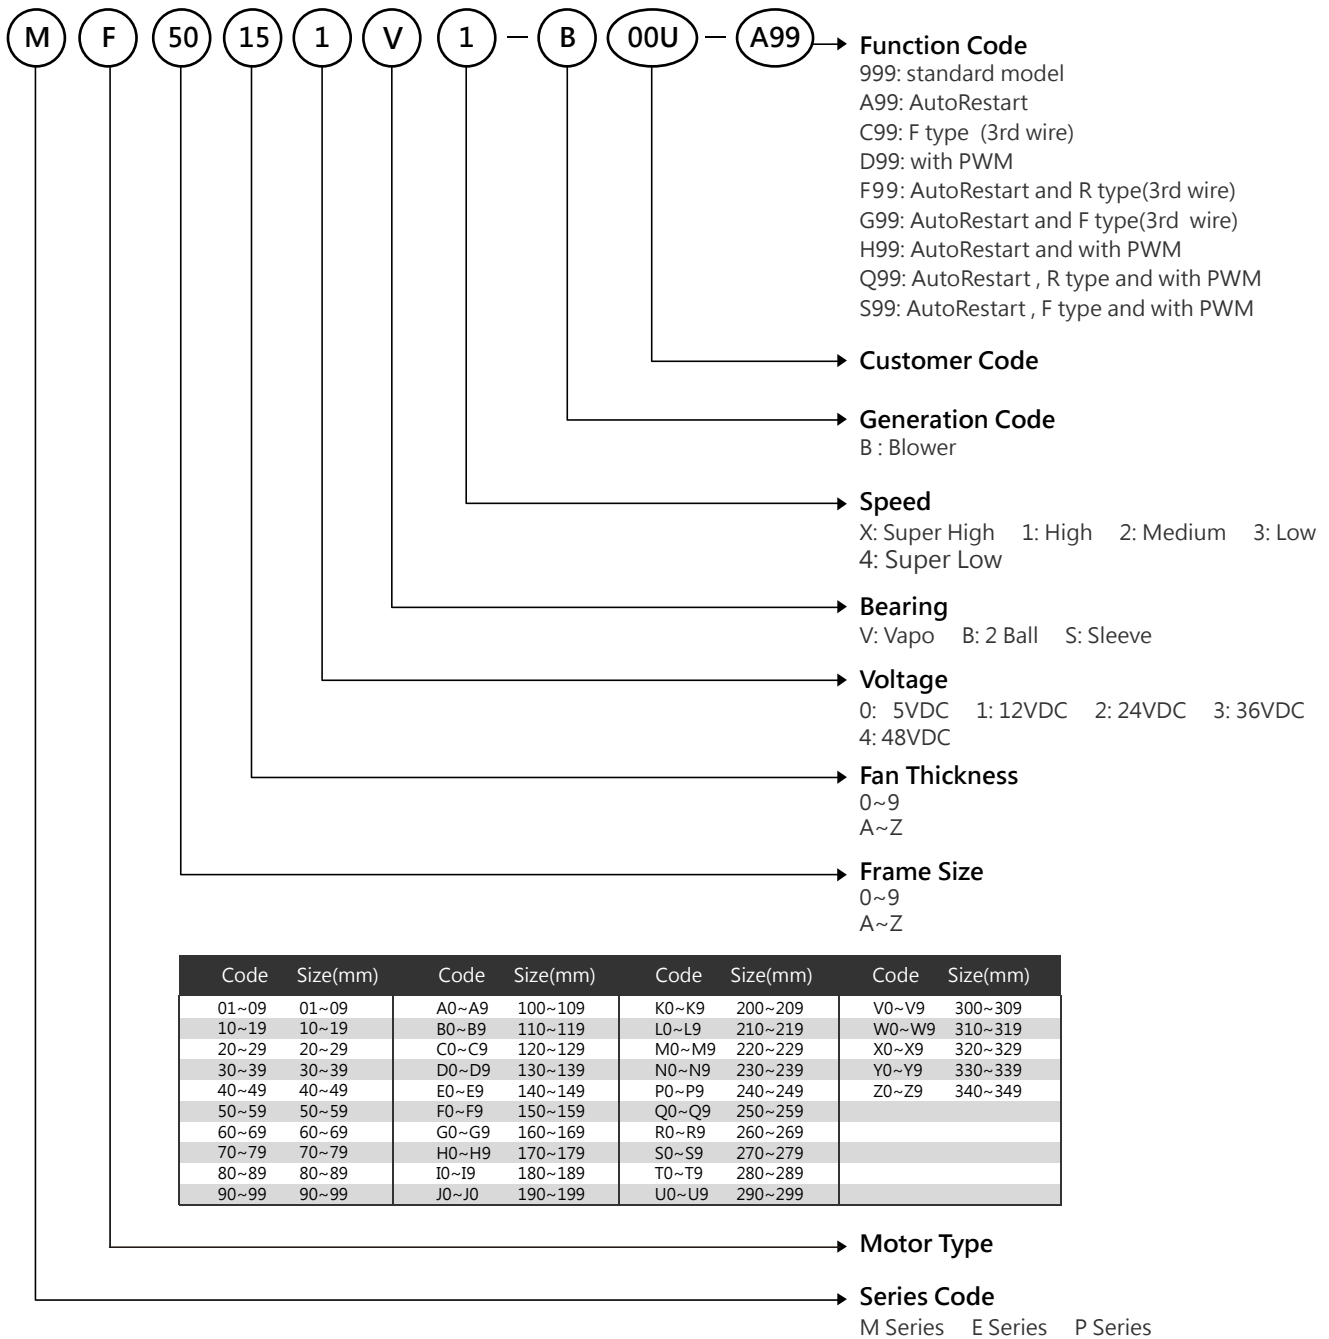 M F 50 15 1 V 1 – B 00U – A99
Function Code
999: standard model
A99: AutoRestart
C99: F type (3rd wire)
D99: with PWM
F99: AutoRestart and R type(3rd wire)
G99: AutoRestart and F type(3rd wire)
H99: AutoRestart and with PWM
Q99: AutoRestart , R type and with PWM
S99: AutoRestart , F type and with PWM
Customer Code
Generation Code
B : Blower
Speed
X: Super High 1: High 2: Medium 3: Low
4: Super Low
Bearing
V: Vapo B: 2 Ball S: Sleeve
Voltage
0: 5VDC 1: 12VDC 2: 24VDC 3: 36VDC
4: 48VDC
Fan Thickness
0~9
A~Z
Frame Size
0~9
A~Z
Code Size(mm) Code Size(mm) Code Size(mm) Code Size(mm)
01~09 01~09 A0~A9 100~109 K0~K9 200~209 V0~V9 300~309
10~19 10~19 B0~B9 110~119 L0~L9 210~219 W0~W9 310~319
20~29 20~29 C0~C9 120~129 M0~M9 220~229 X0~X9 320~329
30~39 30~39 D0~D9 130~139 N0~N9 230~239 Y0~Y9 330~339
40~49 40~49 E0~E9 140~149 P0~P9 240~249 Z0~Z9 340~349
50~59 50~59 F0~F9 150~159 Q0~Q9 250~259
60~69 60~69 G0~G9 160~169 R0~R9 260~269
70~79 70~79 H0~H9 170~179 S0~S9 270~279
80~89 80~89 I0~I9 180~189 T0~T9 280~289
90~99 90~99 J0~J0 190~199 U0~U9 290~299
Motor Type
Series Code
M Series E Series P Series